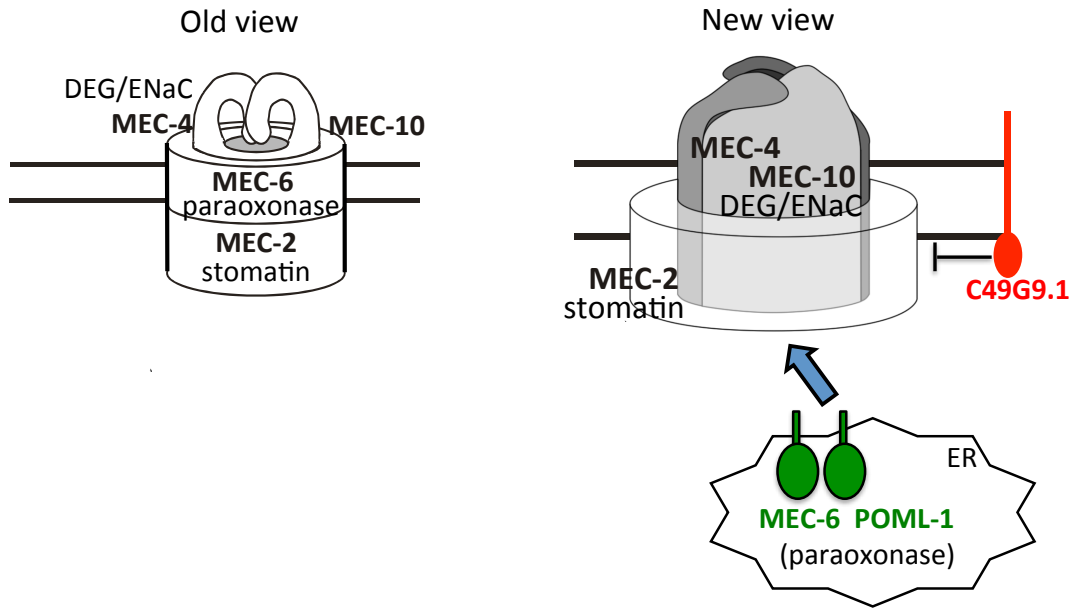 Old view
DEG/ENaC
MEC-4
MEC-10
MEC-6
paraoxonase
MEC-2
stomatin
New view
MEC-4
MEC-10
DEG/ENaC
MEC-2
stomatin
C49G9.1
ER
MEC-6 POML-1
(paraoxonase)